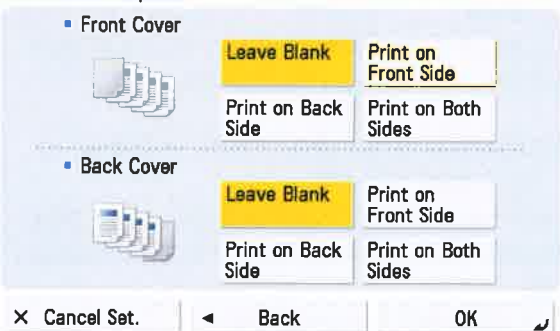 Front Cover
Leave Blank
Print on
Front Side
Print on Back
Side
Print on Both
Sides
Back Cover
Leave Blank
Print on
Front Side
Print on Back
Side
Print on Both
Sides
× Cancel Set.
◄ Back
OK